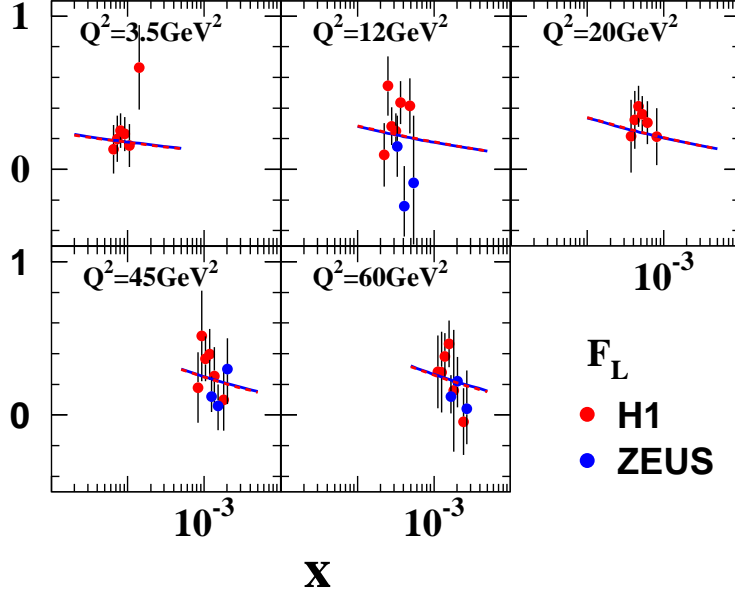 1
Q²=3.5GeV²
Q²=12GeV²
Q²=20GeV²
0
10⁻³
1
Q²=45GeV²
Q²=60GeV²
F_L
H1
0
ZEUS
10⁻³
10⁻³
x